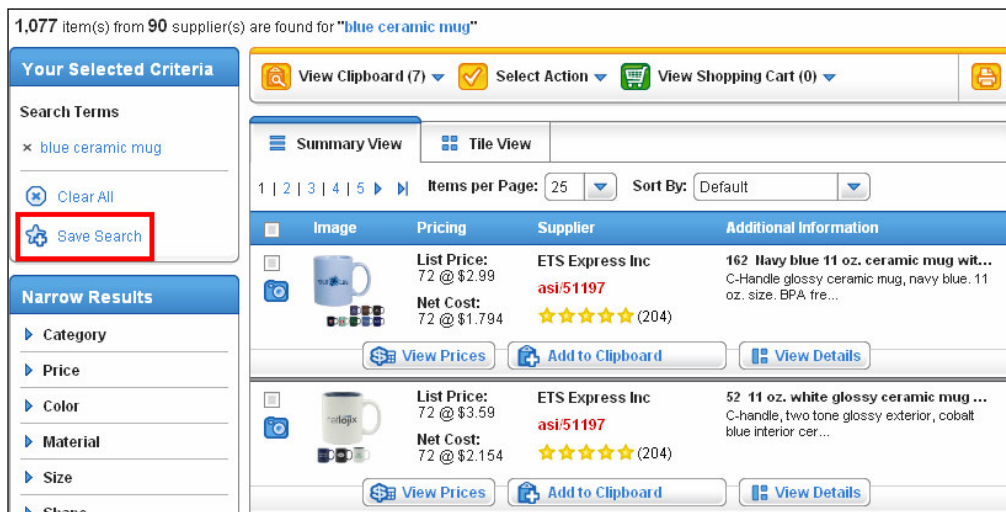 1,077 item(s) from 90 supplier(s) are found for "blue ceramic mug"
Your Selected Criteria
Search Terms
× blue ceramic mug
Clear All
Save Search
Narrow Results
Category
Price
Color
Material
Size
Shape
View Clipboard (7)
Select Action
View Shopping Cart (0)
Summary View
Tile View
1 | 2 | 3 | 4 | 5
Items per Page: 25
Sort By: Default
Image Pricing Supplier Additional Information
List Price:
72 @ $2.99
Net Cost:
72 @ $1.794
ETS Express Inc
asi/51197
(204)
162 Navy blue 11 oz. ceramic mug wit...
C-Handle glossy ceramic mug, navy blue. 11
oz. size. BPA fre...
View Prices Add to Clipboard View Details
List Price:
72 @ $3.59
Net Cost:
72 @ $2.154
ETS Express Inc
asi/51197
(204)
52 11 oz. white glossy ceramic mug ...
C-handle, two tone glossy exterior, cobalt
blue interior cer...
View Prices Add to Clipboard View Details